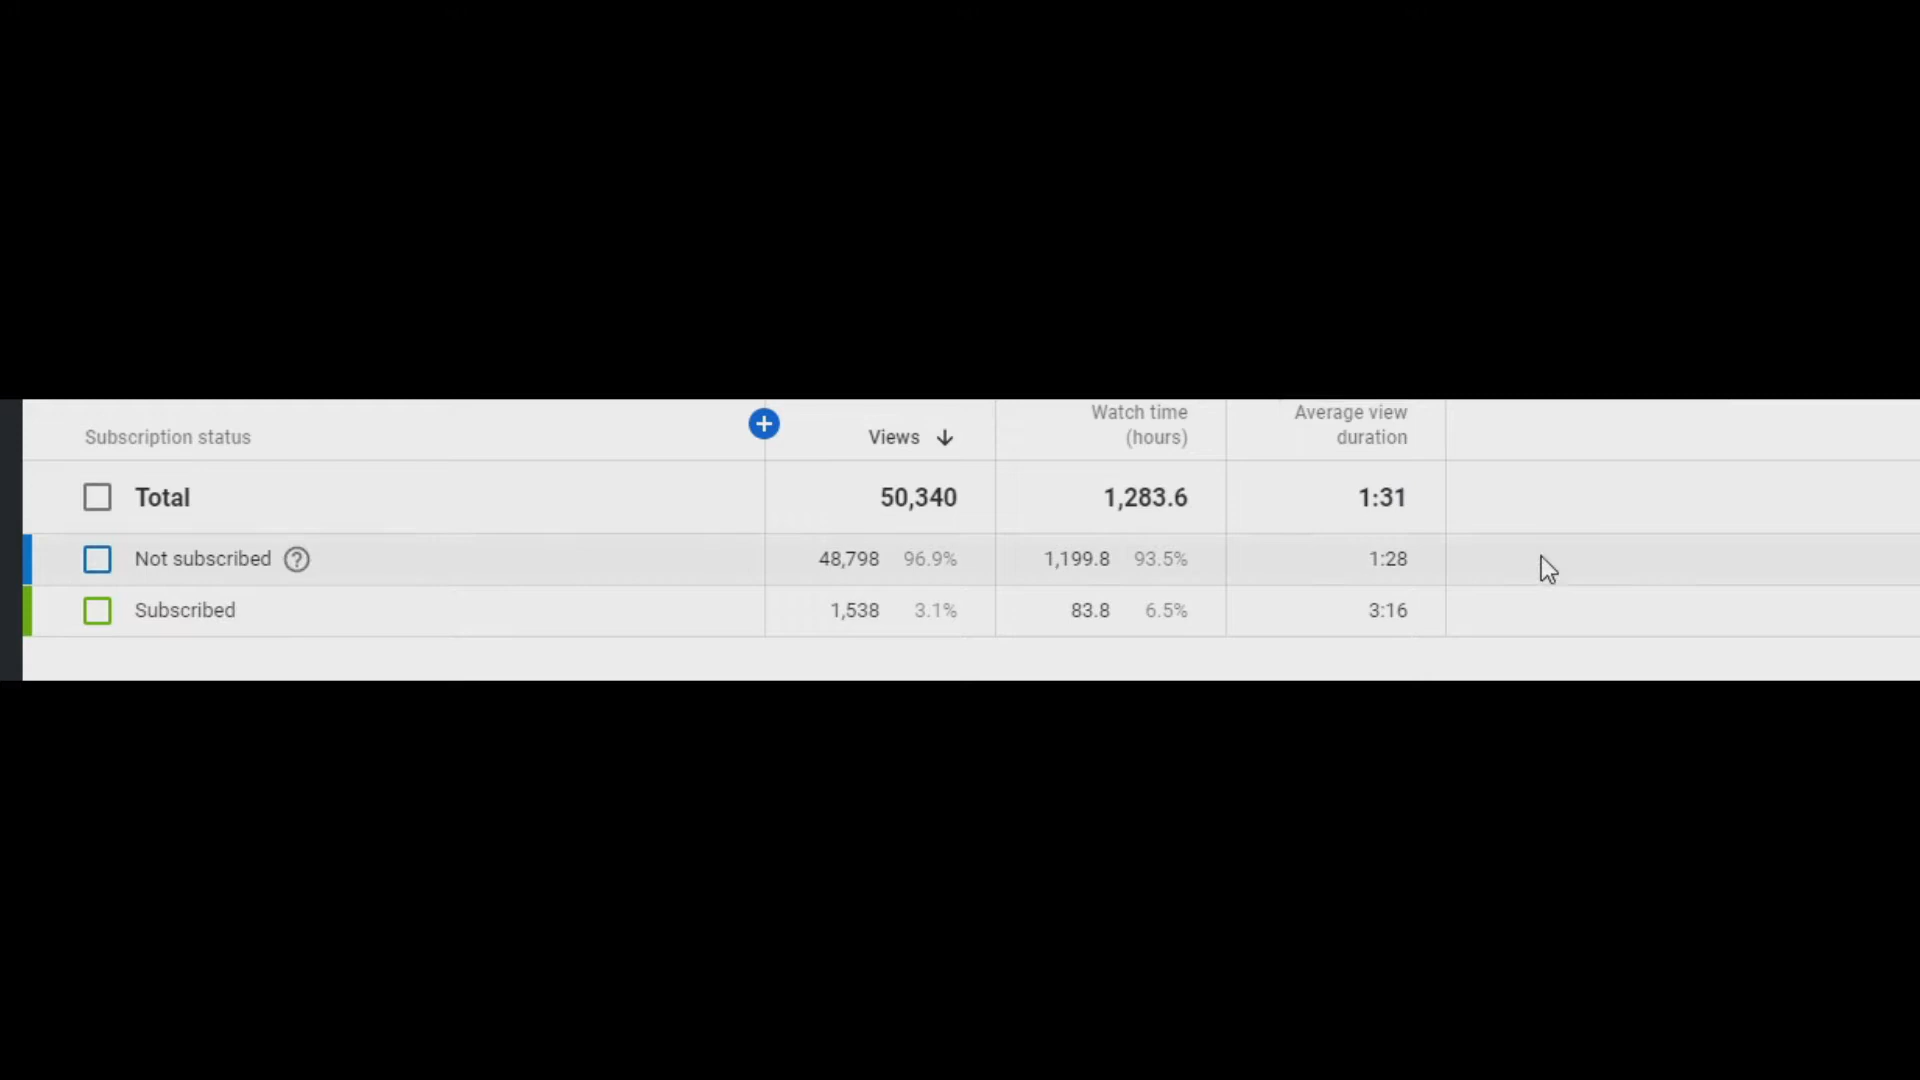 Subscription status + Views ↓ Watch time (hours) Average view duration
Total 50,340 1,283.6 1:31
Not subscribed ? 48,798 96.9% 1,199.8 93.5% 1:28
Subscribed 1,538 3.1% 83.8 6.5% 3:16